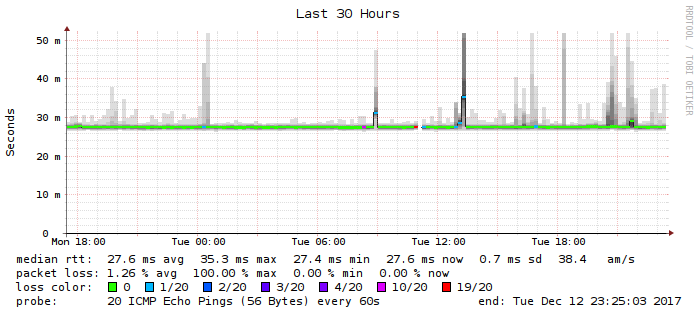 Last 30 Hours
RRDTOOL / TOBI OETIKER
Seconds
50 m
40 m
30 m
20 m
10 m
0
Mon 18:00 Tue 00:00 Tue 06:00 Tue 12:00 Tue 18:00
median rtt: 27.6 ms avg 35.3 ms max 27.4 ms min 27.6 ms now 0.7 ms sd 38.4 am/s
packet loss: 1.26 % avg 100.00 % max 0.00 % min 0.00 % now
loss color: 0 1/20 2/20 3/20 4/20 10/20 19/20
probe: 20 ICMP Echo Pings (56 Bytes) every 60s end: Tue Dec 12 23:25:03 2017